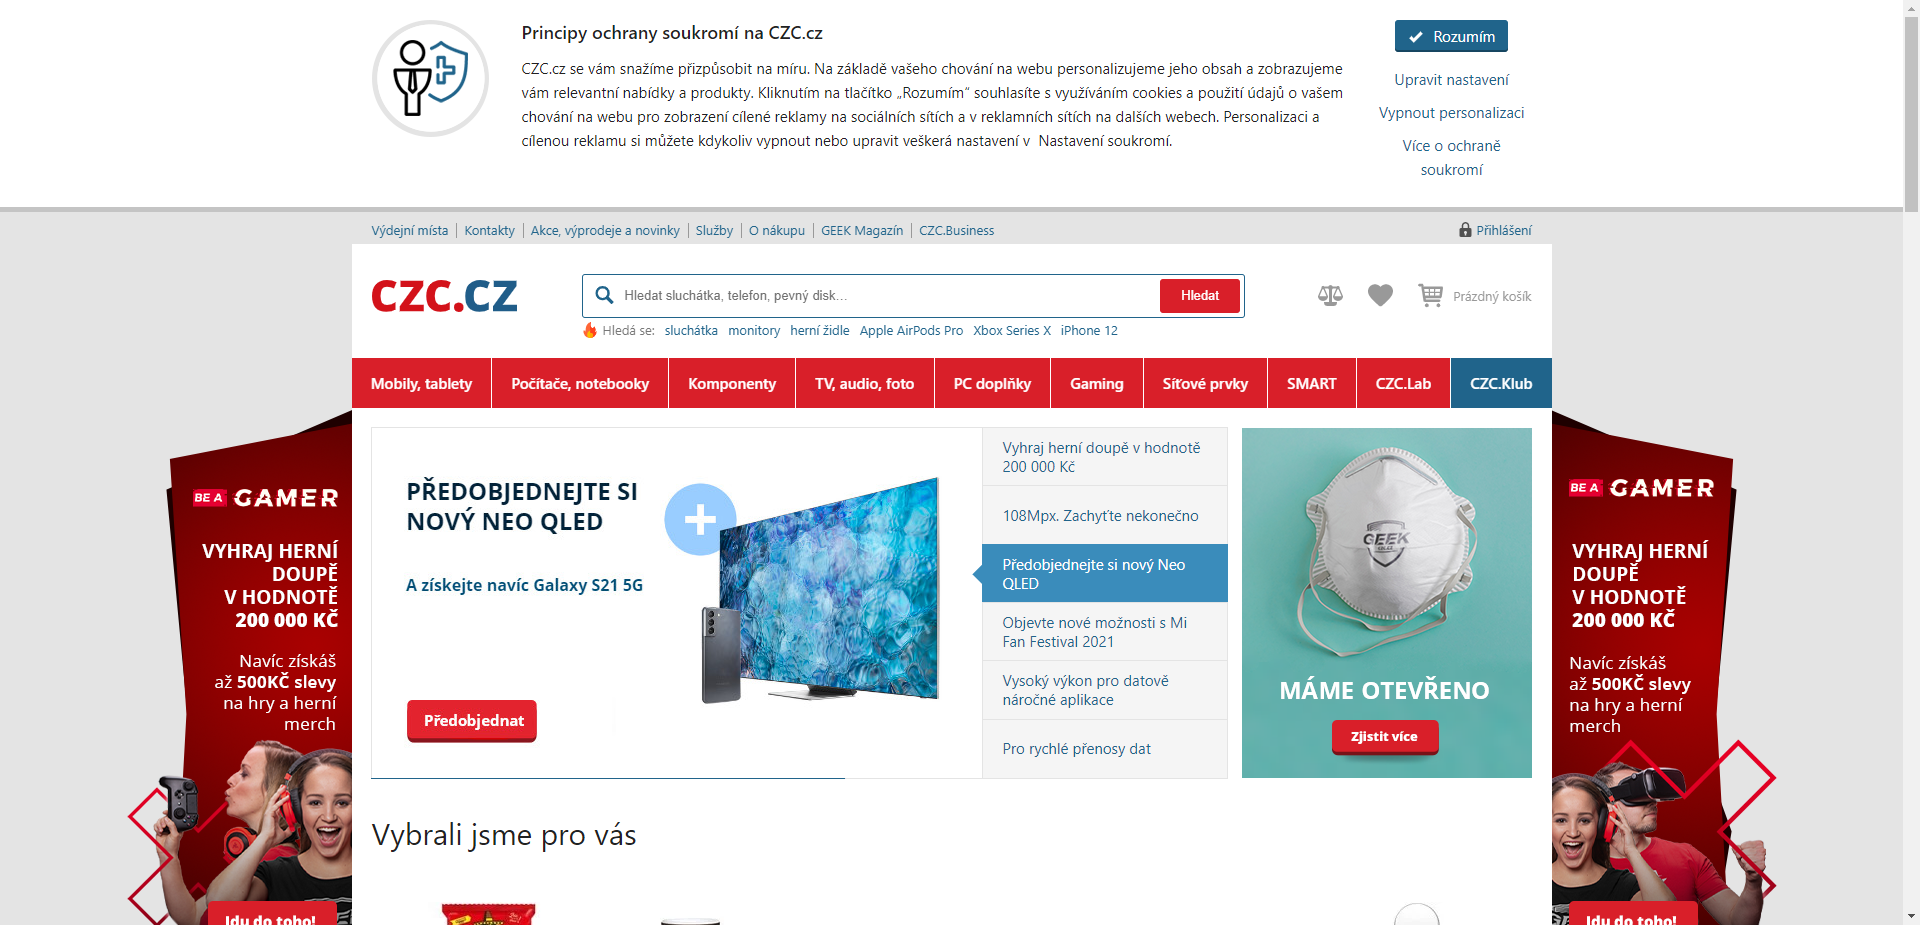 Principy ochrany soukromí na CZC.cz
CZC.cz se vám snažíme přizpůsobit na míru. Na základě vašeho chování na webu personalizujeme jeho obsah a zobrazujeme
vám relevantní nabídky a produkty. Kliknutím na tlačítko „Rozumím“ souhlasíte s využíváním cookies a použití údajů o vašem
chování na webu pro zobrazení cílené reklamy na sociálních sítích a v reklamních sítích na dalších webech. Personalizaci a
cílenou reklamu si můžete kdykoliv vypnout nebo upravit veškerá nastavení v Nastavení soukromí.
Rozumím
Upravit nastavení
Vypnout personalizaci
Více o ochraně
soukromí
Výdejní místa
Kontakty
Akce, výprodeje a novinky
Služby
O nákupu
GEEK Magazín
CZC.Business
Přihlášení
CZC.CZ
Hledat sluchátka, telefon, pevný disk...
Hledat
Prázdný košík
Hledá se: sluchátka monitory herní židle Apple AirPods Pro Xbox Series X iPhone 12
Mobily, tablety
Počítače, notebooky
Komponenty
TV, audio, foto
PC doplňky
Gaming
Síťové prvky
SMART
CZC.Lab
CZC.Klub
BE A GAMER
VYHRAJ HERNÍ
DOUPĚ
V HODNOTĚ
200 000 KČ
Navíc získáš
až 500KČ slevy
na hry a herní
merch
Jdu do toho!
PŘEDOBJEDNEJTE SI
NOVÝ NEO QLED
A získejte navíc Galaxy S21 5G
Předobjednat
Vyhraj herní doupě v hodnotě
200 000 Kč
108Mpx. Zachyťte nekonečno
Předobjednejte si nový Neo
QLED
Objevte nové možnosti s Mi
Fan Festival 2021
Vysoký výkon pro datově
náročné aplikace
Pro rychlé přenosy dat
GEEK
MÁME OTEVŘENO
Zjistit více
BE A GAMER
VYHRAJ HERNÍ
DOUPĚ
V HODNOTĚ
200 000 KČ
Navíc získáš
až 500KČ slevy
na hry a herní
merch
Jdu do toho!
Vybrali jsme pro vás